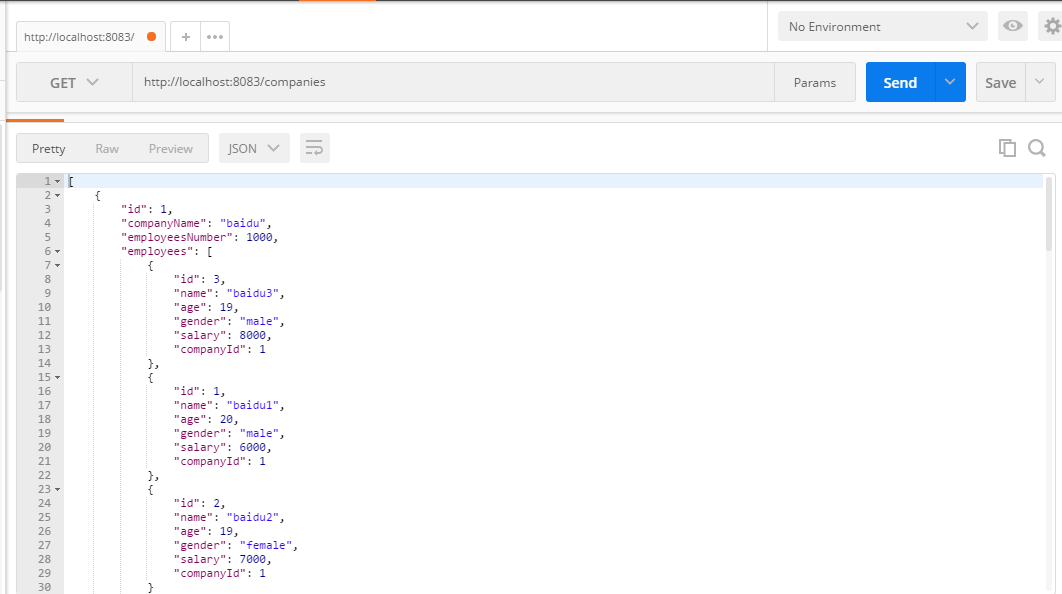 http://localhost:8083/
+
•••
No Environment
GET
http://localhost:8083/companies
Params
Send
Save
Pretty
Raw
Preview
JSON
1 [
2 {
3 "id": 1,
4 "companyName": "baidu",
5 "employeesNumber": 1000,
6 "employees": [
7 {
8 "id": 3,
9 "name": "baidu3",
10 "age": 19,
11 "gender": "male",
12 "salary": 8000,
13 "companyId": 1
14 },
15 {
16 "id": 1,
17 "name": "baidu1",
18 "age": 20,
19 "gender": "male",
20 "salary": 6000,
21 "companyId": 1
22 },
23 {
24 "id": 2,
25 "name": "baidu2",
26 "age": 19,
27 "gender": "female",
28 "salary": 7000,
29 "companyId": 1
30 }